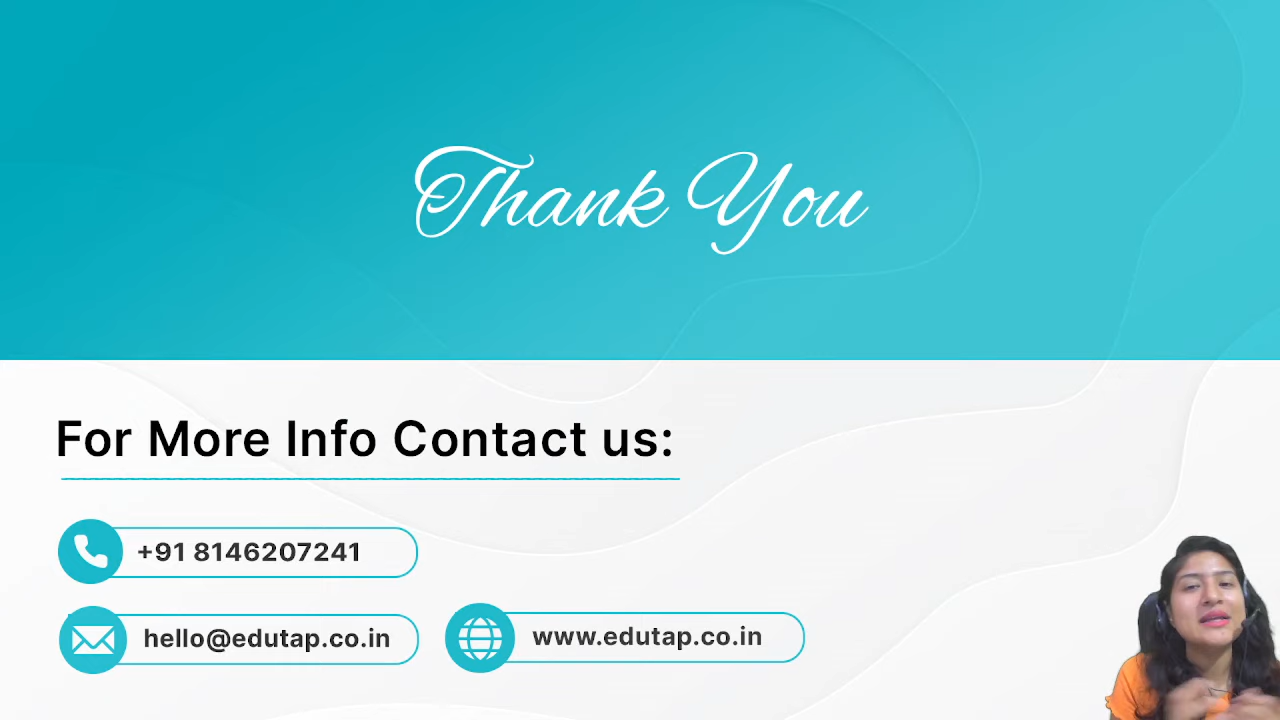 Thank You
For More Info Contact us:
+91 8146207241
hello@edutap.co.in
www.edutap.co.in